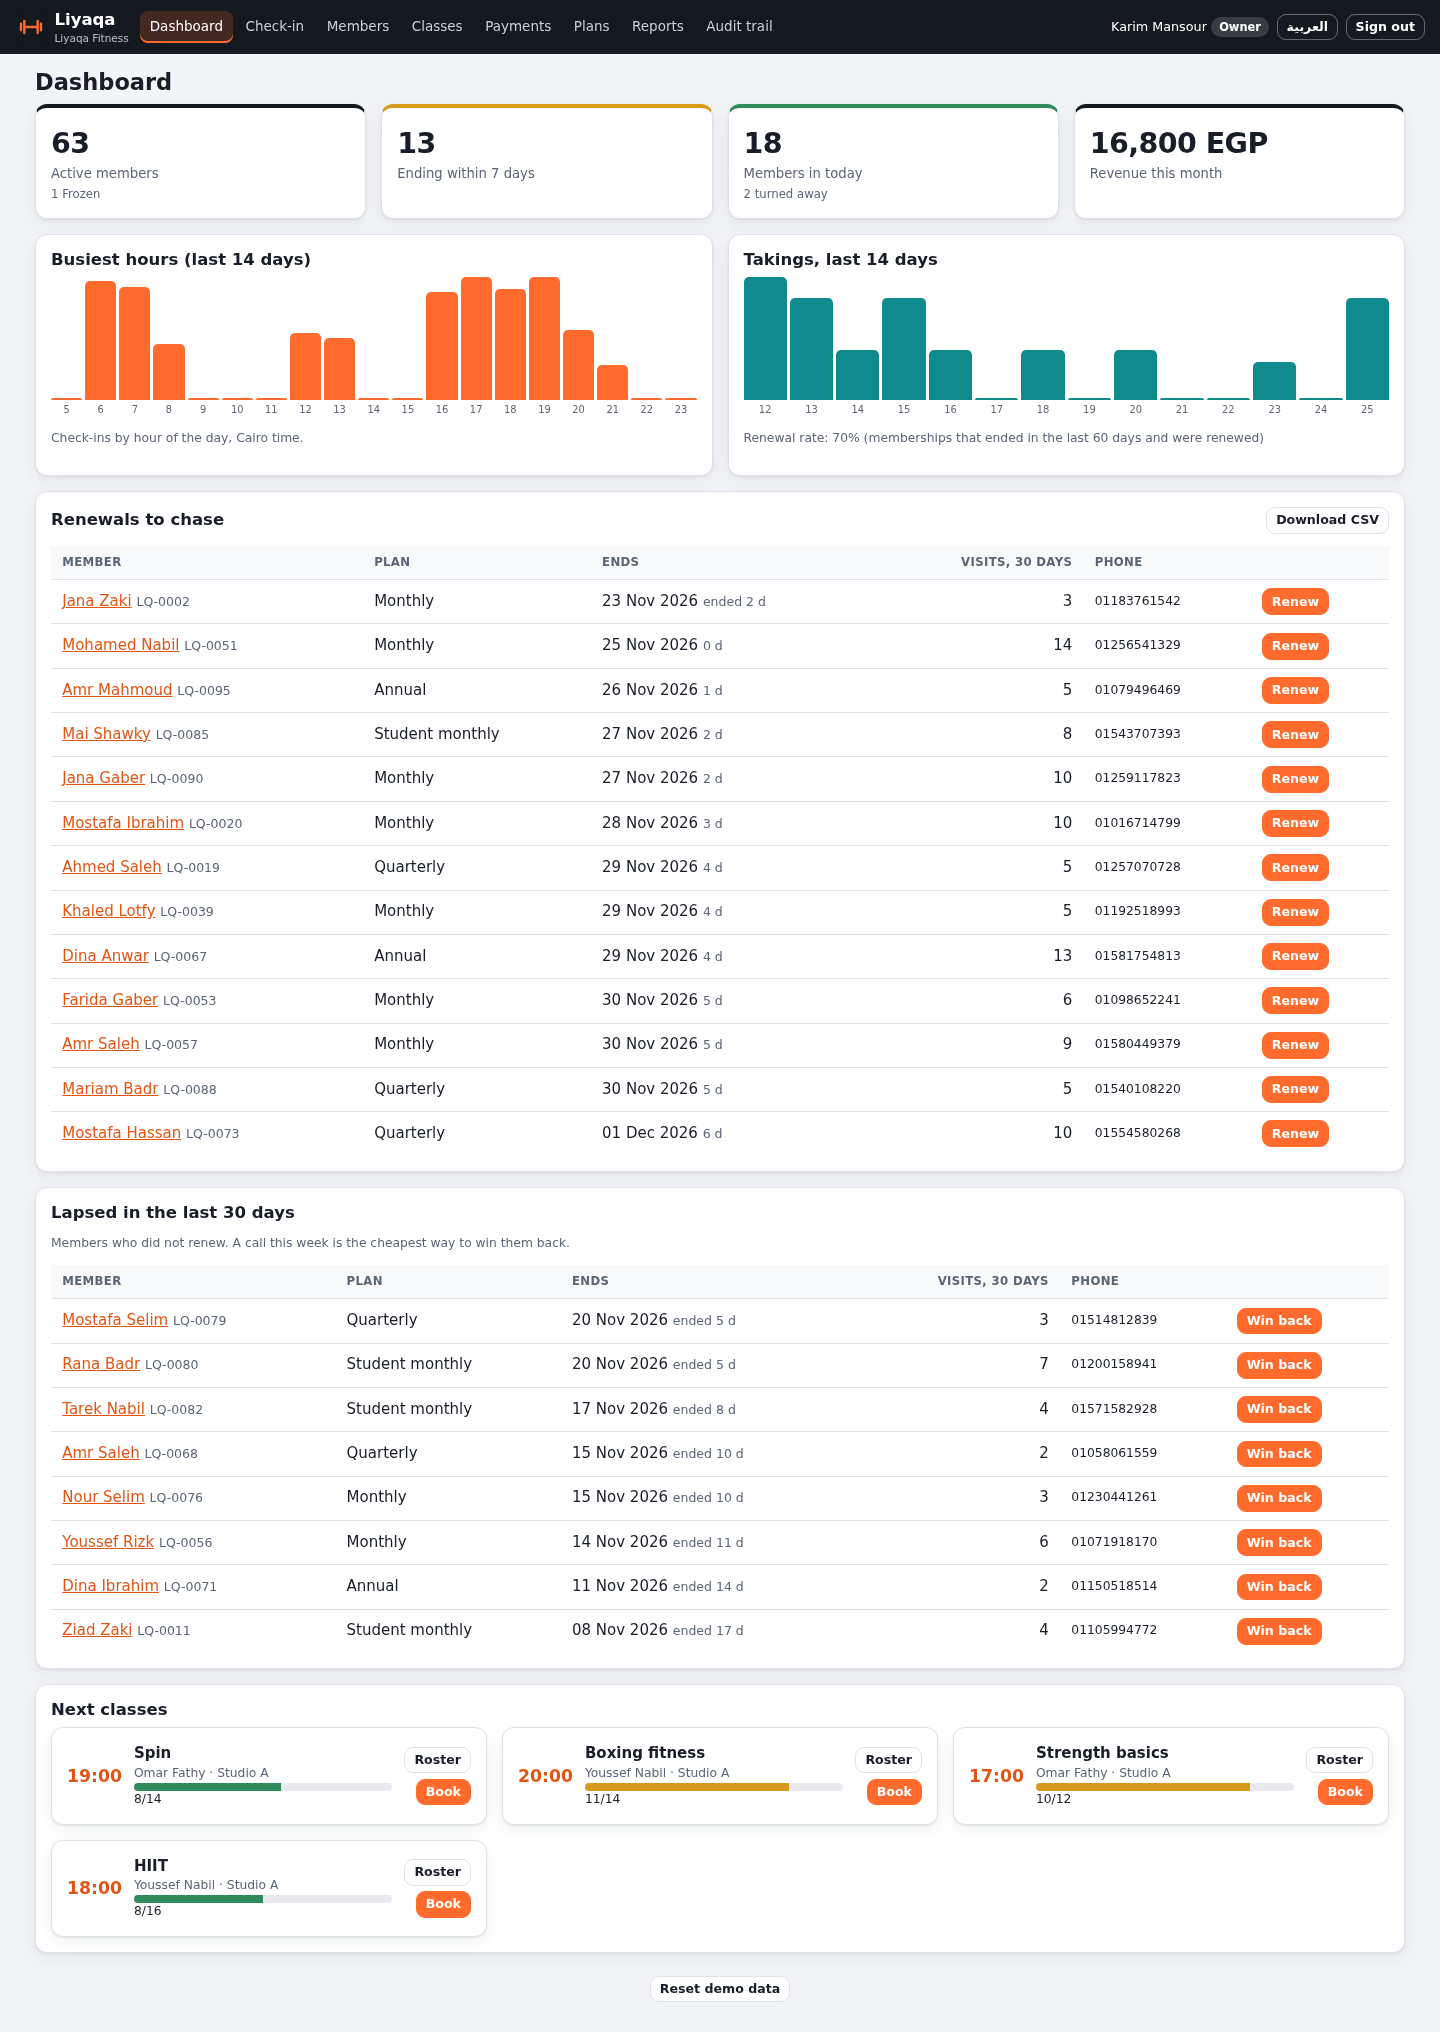 Liyaqa
Liyaqa Fitness
Dashboard Check-in Members Classes Payments Plans Reports Audit trail
Karim Mansour Owner العربية Sign out
Dashboard
63
Active members
1 Frozen
13
Ending within 7 days
18
Members in today
2 turned away
16,800 EGP
Revenue this month
Busiest hours (last 14 days)
5 6 7 8 9 10 11 12 13 14 15 16 17 18 19 20 21 22 23
Check-ins by hour of the day, Cairo time.
Takings, last 14 days
12 13 14 15 16 17 18 19 20 21 22 23 24 25
Renewal rate: 70% (memberships that ended in the last 60 days and were renewed)
Renewals to chase Download CSV
MEMBER PLAN ENDS VISITS, 30 DAYS PHONE
Jana Zaki LQ-0002 Monthly 23 Nov 2026 ended 2 d 3 01183761542 Renew
Mohamed Nabil LQ-0051 Monthly 25 Nov 2026 0 d 14 01256541329 Renew
Amr Mahmoud LQ-0095 Annual 26 Nov 2026 1 d 5 01079496469 Renew
Mai Shawky LQ-0085 Student monthly 27 Nov 2026 2 d 8 01543707393 Renew
Jana Gaber LQ-0090 Monthly 27 Nov 2026 2 d 10 01259117823 Renew
Mostafa Ibrahim LQ-0020 Monthly 28 Nov 2026 3 d 10 01016714799 Renew
Ahmed Saleh LQ-0019 Quarterly 29 Nov 2026 4 d 5 01257070728 Renew
Khaled Lotfy LQ-0039 Monthly 29 Nov 2026 4 d 5 01192518993 Renew
Dina Anwar LQ-0067 Annual 29 Nov 2026 4 d 13 01581754813 Renew
Farida Gaber LQ-0053 Monthly 30 Nov 2026 5 d 6 01098652241 Renew
Amr Saleh LQ-0057 Monthly 30 Nov 2026 5 d 9 01580449379 Renew
Mariam Badr LQ-0088 Quarterly 30 Nov 2026 5 d 5 01540108220 Renew
Mostafa Hassan LQ-0073 Quarterly 01 Dec 2026 6 d 10 01554580268 Renew
Lapsed in the last 30 days
Members who did not renew. A call this week is the cheapest way to win them back.
MEMBER PLAN ENDS VISITS, 30 DAYS PHONE
Mostafa Selim LQ-0079 Quarterly 20 Nov 2026 ended 5 d 3 01514812839 Win back
Rana Badr LQ-0080 Student monthly 20 Nov 2026 ended 5 d 7 01200158941 Win back
Tarek Nabil LQ-0082 Student monthly 17 Nov 2026 ended 8 d 4 01571582928 Win back
Amr Saleh LQ-0068 Quarterly 15 Nov 2026 ended 10 d 2 01058061559 Win back
Nour Selim LQ-0076 Monthly 15 Nov 2026 ended 10 d 3 01230441261 Win back
Youssef Rizk LQ-0056 Monthly 14 Nov 2026 ended 11 d 6 01071918170 Win back
Dina Ibrahim LQ-0071 Annual 11 Nov 2026 ended 14 d 2 01150518514 Win back
Ziad Zaki LQ-0011 Student monthly 08 Nov 2026 ended 17 d 4 01105994772 Win back
Next classes
19:00
Spin
Omar Fathy · Studio A
8/14
Roster
Book
20:00
Boxing fitness
Youssef Nabil · Studio A
11/14
Roster
Book
17:00
Strength basics
Omar Fathy · Studio A
10/12
Roster
Book
18:00
HIIT
Youssef Nabil · Studio A
8/16
Roster
Book
Reset demo data